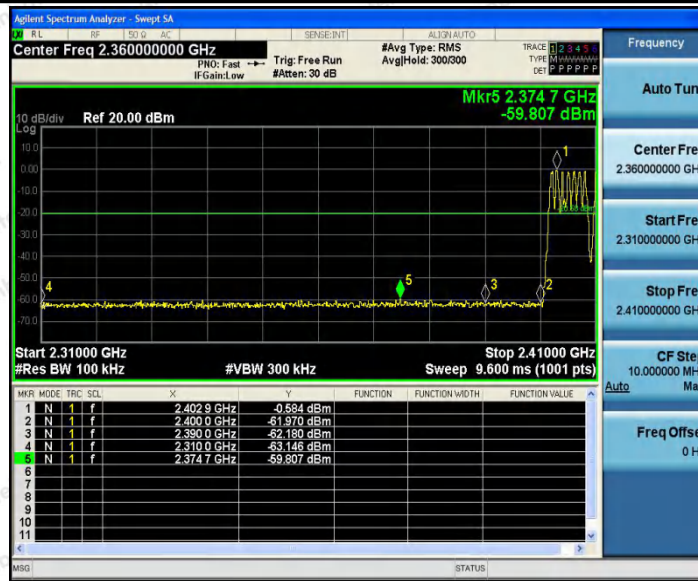 Agilent Spectrum Analyzer - Swept SA
RL RF 50 Ω AC SENSE:INT ALIGN AUTO
Center Freq 2.360000000 GHz
PNO: Fast
IFGain:Low
Trig: Free Run
#Atten: 30 dB
#Avg Type: RMS
Avg|Hold: 300/300
TRACE 1 2 3 4 5 6
TYPE M
DET P P P P P P
Frequency
Mkr5 2.374 7 GHz
-59.807 dBm
10 dB/div Ref 20.00 dBm
Log
10.0
0.00
-10.0
-20.0
-30.0
-40.0
-50.0
-60.0
-70.0
1
2
3
4
5
Start 2.31000 GHz Stop 2.41000 GHz
#Res BW 100 kHz #VBW 300 kHz Sweep 9.600 ms (1001 pts)
MKR MODE TRC SCL X Y FUNCTION FUNCTION WIDTH FUNCTION VALUE
1 N 1 f 2.402 9 GHz -0.584 dBm
2 N 1 f 2.400 0 GHz -61.970 dBm
3 N 1 f 2.390 0 GHz -62.180 dBm
4 N 1 f 2.310 0 GHz -63.146 dBm
5 N 1 f 2.374 7 GHz -59.807 dBm
6
7
8
9
10
11
MSG STATUS
Auto Tun
Center Fre
2.360000000 GH
Start Fre
2.310000000 GH
Stop Fre
2.410000000 GH
CF Ste
10.000000 MH
Auto Ma
Freq Offse
0 H